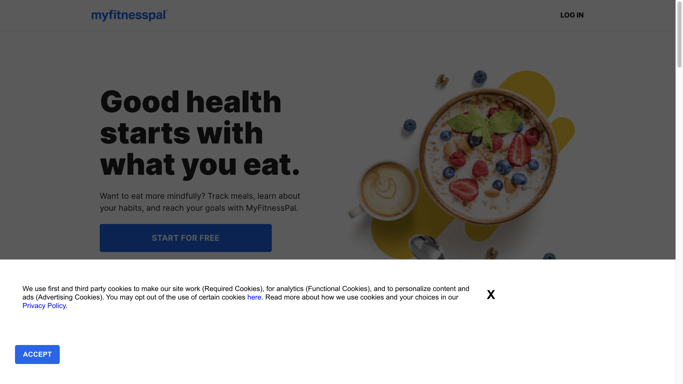 myfitnesspal
LOG IN
Good health
starts with
what you eat.
Want to eat more mindfully? Track meals, learn about
your habits, and reach your goals with MyFitnessPal.
START FOR FREE
We use first and third party cookies to make our site work (Required Cookies), for analytics (Functional Cookies), and to personalize content and
ads (Advertising Cookies). You may opt out of the use of certain cookies here. Read more about how we use cookies and your choices in our
Privacy Policy.
X
ACCEPT